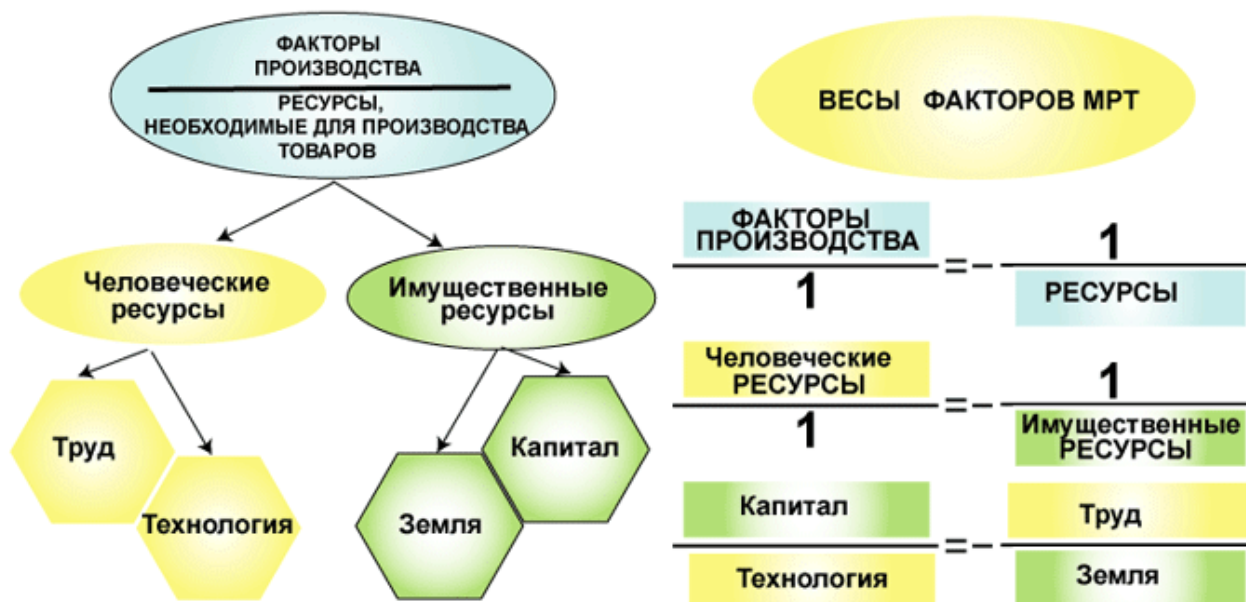 ФАКТОРЫ
ПРОИЗВОДСТВА
РЕСУРСЫ,
НЕОБХОДИМЫЕ ДЛЯ ПРОИЗВОДСТВА
ТОВАРОВ
Человеческие
ресурсы
Имущественные
ресурсы
Труд
Технология
Земля
Капитал
ВЕСЫ ФАКТОРОВ МРТ
ФАКТОРЫ
ПРОИЗВОДСТВА
1
=-
1
РЕСУРСЫ
Человеческие
РЕСУРСЫ
1
=-
1
Имущественные
РЕСУРСЫ
Капитал
Технология
=-
Труд
Земля